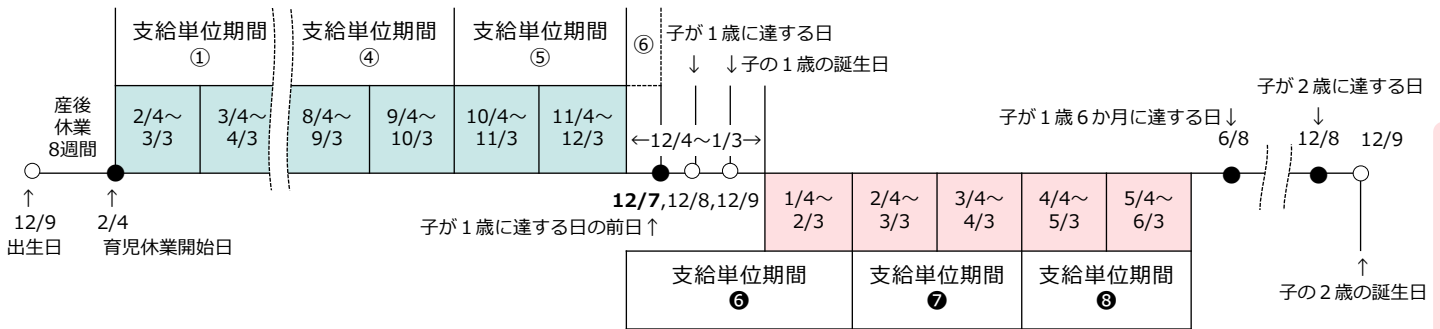 支給単位期間
①
支給単位期間
④
支給単位期間
⑤
⑥
子が1歳に達する日
↓
↓子の1歳の誕生日
産後
休業
8週間
2/4～
3/3
3/4～
4/3
8/4～
9/3
9/4～
10/3
10/4～
11/3
11/4～
12/3
←12/4～1/3→
子が1歳6か月に達する日↓
6/8
子が2歳に達する日
↓
12/8
12/9
↑
12/9
出生日
↑
2/4
育児休業開始日
12/7,12/8,12/9
子が1歳に達する日の前日↑
1/4～
2/3
2/4～
3/3
3/4～
4/3
4/4～
5/3
5/4～
6/3
支給単位期間
❻
支給単位期間
❼
支給単位期間
❽
↑
子の2歳の誕生日